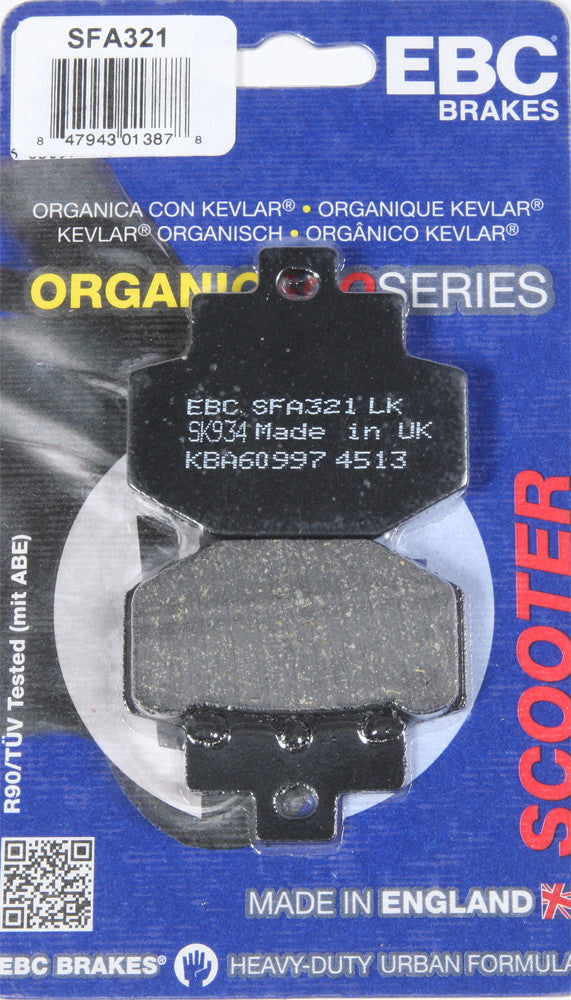 SFA321
8 47943 01387 8
EBC
BRAKES
ORGANICA CON KEVLAR® • ORGANIQUE KEVLAR®
KEVLAR® ORGANISCH • ORGÂNICO KEVLAR®
ORGANIC SERIES
EBC SFA321 LK
SK934 Made in UK
KBA60997 4513
SCOOTER
R90/TÜV Tested (mit ABE)
MADE IN ENGLAND
EBC BRAKES® HEAVY-DUTY URBAN FORMULA